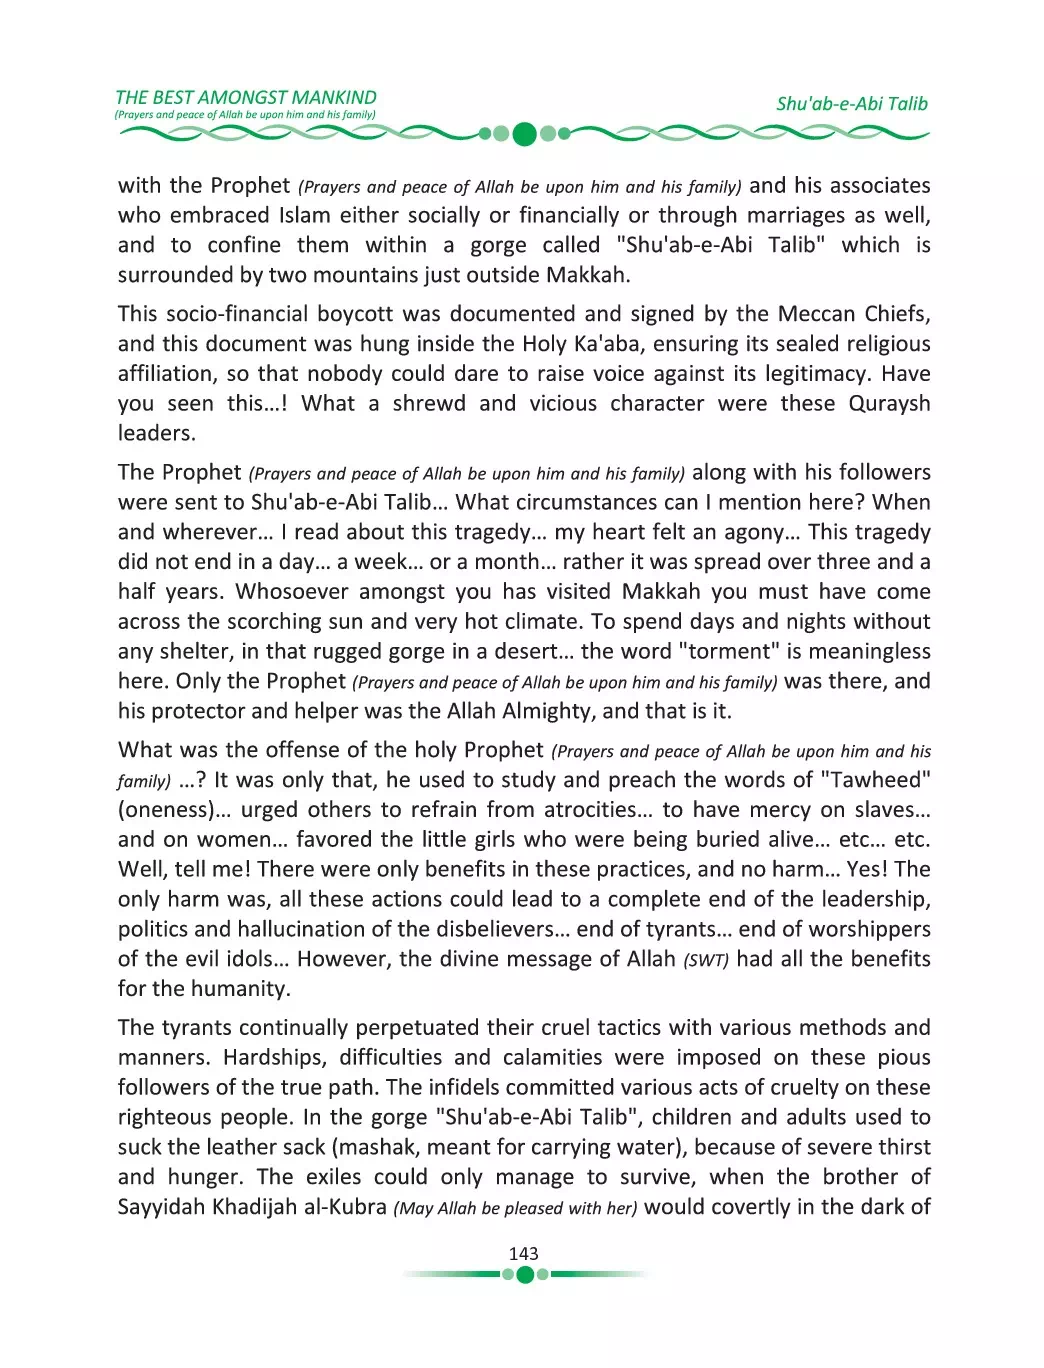 THE BEST AMONGST MANKIND
(Prayers and peace of Allah be upon him and his family)
Shu'ab-e-Abi Talib
with the Prophet (Prayers and peace of Allah be upon him and his family) and his associates
who embraced Islam either socially or financially or through marriages as well,
and to confine them within a gorge called "Shu'ab-e-Abi Talib" which is
surrounded by two mountains just outside Makkah.
This socio-financial boycott was documented and signed by the Meccan Chiefs,
and this document was hung inside the Holy Ka'aba, ensuring its sealed religious
affiliation, so that nobody could dare to raise voice against its legitimacy. Have
you seen this…! What a shrewd and vicious character were these Quraysh
leaders.
The Prophet (Prayers and peace of Allah be upon him and his family) along with his followers
were sent to Shu'ab-e-Abi Talib… What circumstances can I mention here? When
and wherever… I read about this tragedy… my heart felt an agony… This tragedy
did not end in a day… a week… or a month… rather it was spread over three and a
half years. Whosoever amongst you has visited Makkah you must have come
across the scorching sun and very hot climate. To spend days and nights without
any shelter, in that rugged gorge in a desert… the word "torment" is meaningless
here. Only the Prophet (Prayers and peace of Allah be upon him and his family) was there, and
his protector and helper was the Allah Almighty, and that is it.
What was the offense of the holy Prophet (Prayers and peace of Allah be upon him and his
family) …? It was only that, he used to study and preach the words of "Tawheed"
(oneness)… urged others to refrain from atrocities… to have mercy on slaves…
and on women… favored the little girls who were being buried alive… etc… etc.
Well, tell me! There were only benefits in these practices, and no harm… Yes! The
only harm was, all these actions could lead to a complete end of the leadership,
politics and hallucination of the disbelievers… end of tyrants… end of worshippers
of the evil idols… However, the divine message of Allah (SWT) had all the benefits
for the humanity.
The tyrants continually perpetuated their cruel tactics with various methods and
manners. Hardships, difficulties and calamities were imposed on these pious
followers of the true path. The infidels committed various acts of cruelty on these
righteous people. In the gorge "Shu'ab-e-Abi Talib", children and adults used to
suck the leather sack (mashak, meant for carrying water), because of severe thirst
and hunger. The exiles could only manage to survive, when the brother of
Sayyidah Khadijah al-Kubra (May Allah be pleased with her) would covertly in the dark of
143